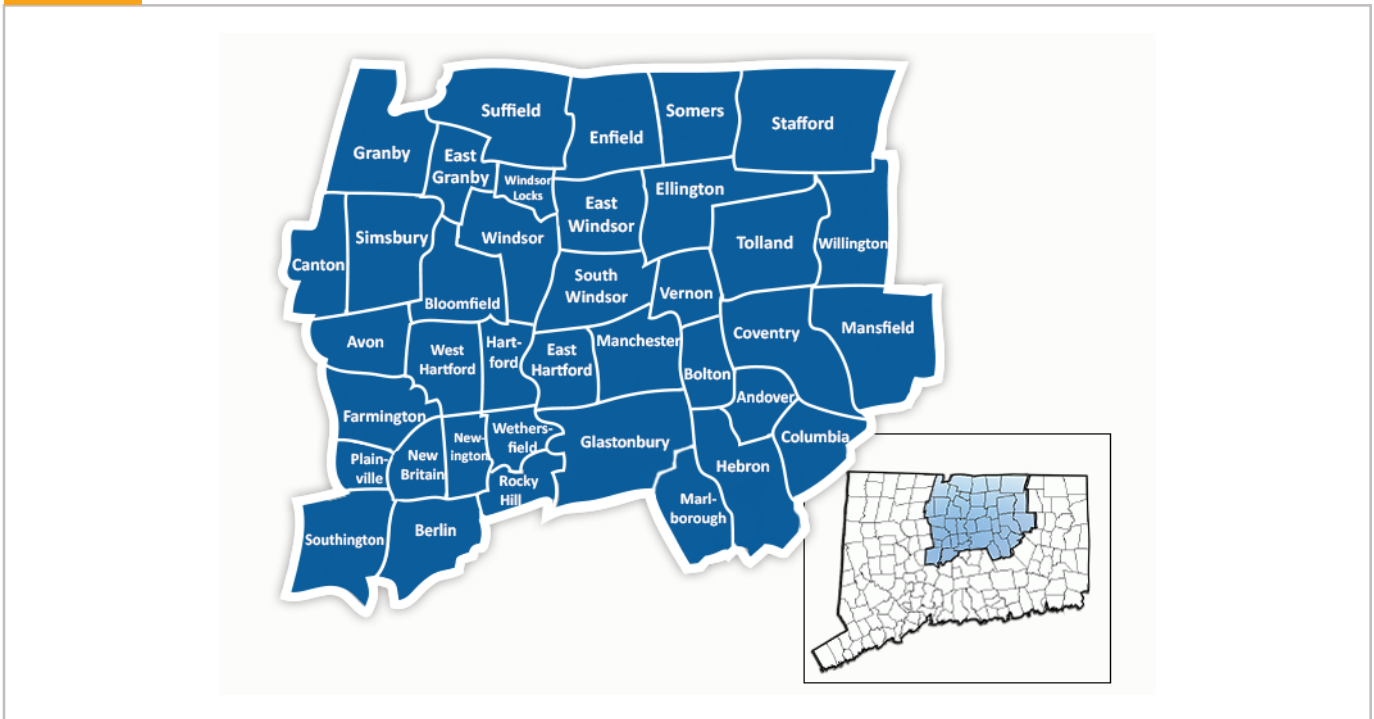 Suffield
Enfield
Somers
Stafford
Granby
East
Granby
Windsor
Locks
East
Windsor
Ellington
Tolland
Willington
Canton
Simsbury
Windsor
Bloomfield
South
Windsor
Vernon
Avon
West
Hartford
Hart-
ford
East
Hartford
Manchester
Bolton
Coventry
Mansfield
Andover
Farmington
New-
ington
Wethers-
field
Glastonbury
Columbia
Hebron
Plain-
ville
New
Britain
Rocky
Hill
Marl-
borough
Southington
Berlin